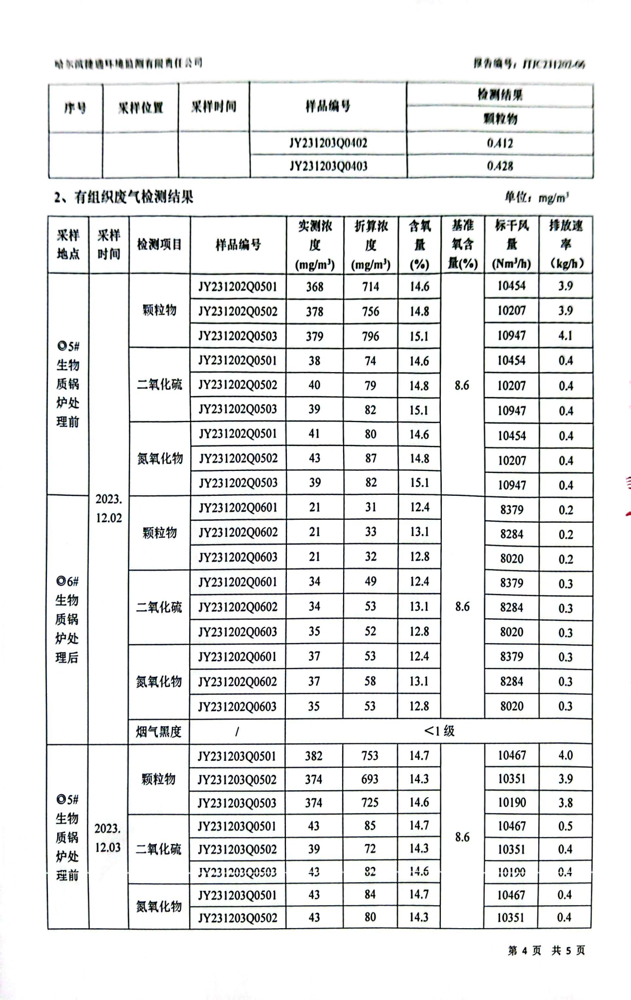 哈尔滨捷通环境监测有限责任公司 报告编号：JTJC231202-06
序号 采样位置 采样时间 样品编号 检测结果
颗粒物
JY231203Q0402 0.412
JY231203Q0403 0.428
2、有组织废气检测结果 单位：mg/m³
采样地点 采样时间 检测项目 样品编号 实测浓度(mg/m³) 折算浓度(mg/m³) 含氧量(%) 基准氧含量(%) 标干风量(Nm³/h) 排放速率（kg/h）
◎5#生物质锅炉处理前 2023.12.02 颗粒物 JY231202Q0501 368 714 14.6 8.6 10454 3.9
JY231202Q0502 378 756 14.8 10207 3.9
JY231202Q0503 379 796 15.1 10947 4.1
二氧化硫 JY231202Q0501 38 74 14.6 10454 0.4
JY231202Q0502 40 79 14.8 10207 0.4
JY231202Q0503 39 82 15.1 10947 0.4
氮氧化物 JY231202Q0501 41 80 14.6 10454 0.4
JY231202Q0502 43 87 14.8 10207 0.4
JY231202Q0503 39 82 15.1 10947 0.4
◎6#生物质锅炉处理后 颗粒物 JY231202Q0601 21 31 12.4 8.6 8379 0.2
JY231202Q0602 21 33 13.1 8284 0.2
JY231202Q0603 21 32 12.8 8020 0.2
二氧化硫 JY231202Q0601 34 49 12.4 8379 0.3
JY231202Q0602 34 53 13.1 8284 0.3
JY231202Q0603 35 52 12.8 8020 0.3
氮氧化物 JY231202Q0601 37 53 12.4 8379 0.3
JY231202Q0602 37 58 13.1 8284 0.3
JY231202Q0603 35 53 12.8 8020 0.3
烟气黑度 / <1 级
◎5#生物质锅炉处理前 2023.12.03 颗粒物 JY231203Q0501 382 753 14.7 8.6 10467 4.0
JY231203Q0502 374 693 14.3 10351 3.9
JY231203Q0503 374 725 14.6 10190 3.8
二氧化硫 JY231203Q0501 43 85 14.7 10467 0.5
JY231203Q0502 39 72 14.3 10351 0.4
JY231203Q0503 43 82 14.6 10190 0.4
氮氧化物 JY231203Q0501 43 84 14.7 10467 0.4
JY231203Q0502 43 80 14.3 10351 0.4
第 4 页 共 5 页